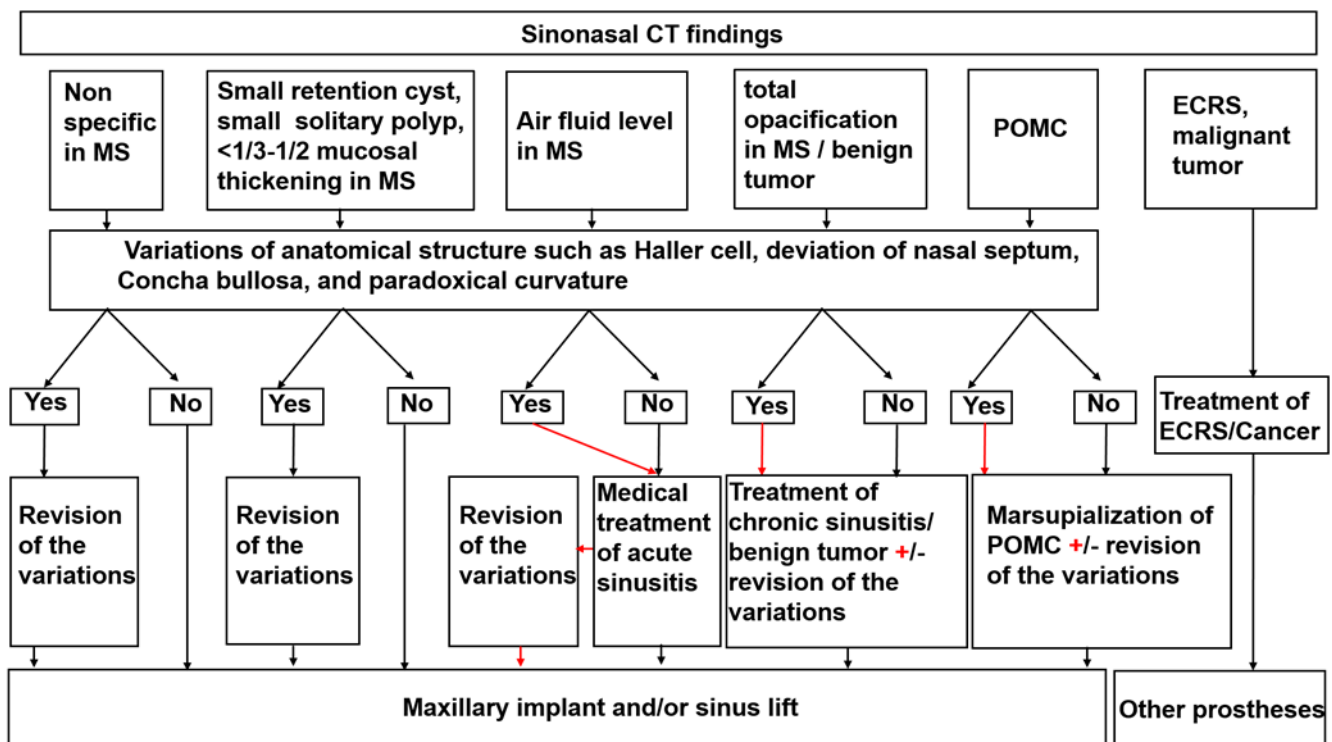 Sinonasal CT findings
Non
specific
in MS
Small retention cyst,
small solitary polyp,
<1/3-1/2 mucosal
thickening in MS
Air fluid level
in MS
total
opacification
in MS / benign
tumor
POMC
ECRS,
malignant
tumor
Variations of anatomical structure such as Haller cell, deviation of nasal septum,
Concha bullosa, and paradoxical curvature
Yes
No
Yes
No
Yes
No
Yes
No
Yes
No
Treatment of
ECRS/Cancer
Revision
of the
variations
Revision
of the
variations
Revision
of the
variations
Medical
treatment
of acute
sinusitis
Treatment of
chronic sinusitis/
benign tumor +/-
revision of the
variations
Marsupialization of
POMC +/- revision
of the variations
Maxillary implant and/or sinus lift
Other prostheses